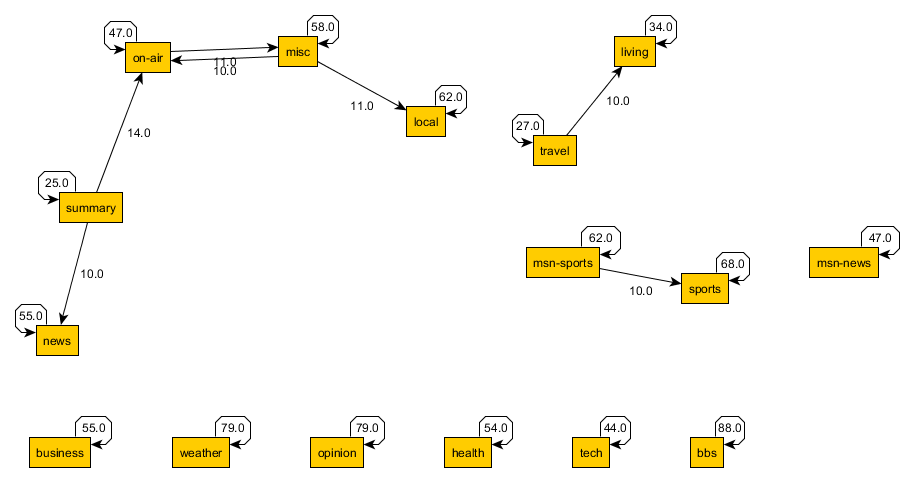 47.0
on-air
58.0
misc
11.0
10.0
34.0
living
62.0
local
11.0
10.0
27.0
travel
14.0
25.0
summary
62.0
msn-sports
47.0
msn-news
68.0
sports
10.0
10.0
55.0
news
55.0
business
79.0
weather
79.0
opinion
54.0
health
44.0
tech
88.0
bbs